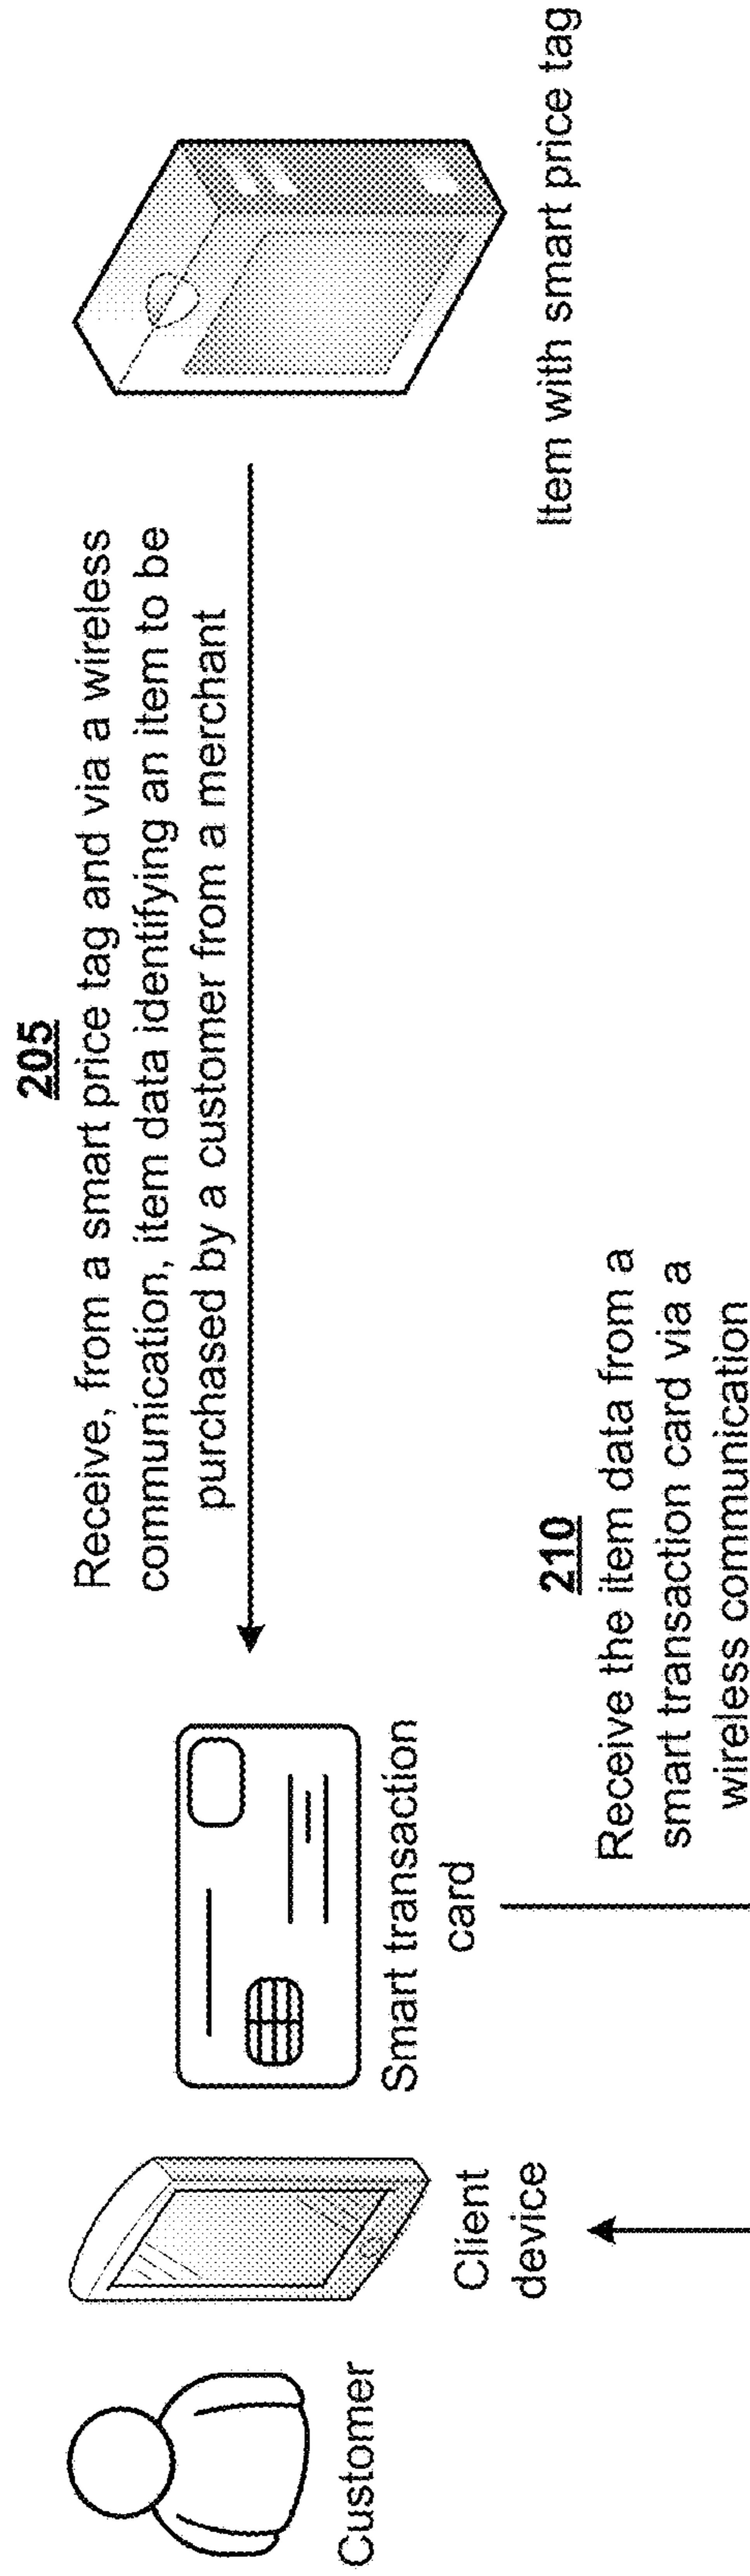 205
Receive, from a smart price tag and via a wireless
communication, item data identifying an item to be
purchased by a customer from a merchant
Customer
Client
device
Smart transaction
card
Item with smart price tag
210
Receive the item data from a
smart transaction card via a
wireless communication